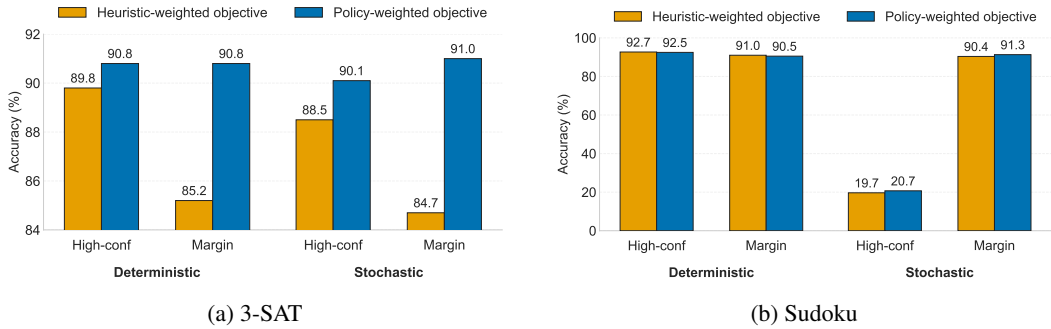 Heuristic-weighted objective Policy-weighted objective
92
90
88
86
84
Accuracy (%)
89.8 90.8 85.2 90.8 88.5 90.1 84.7 91.0
High-conf Margin High-conf Margin
Deterministic Stochastic
(a) 3-SAT
Heuristic-weighted objective Policy-weighted objective
100
80
60
40
20
0
Accuracy (%)
92.7 92.5 91.0 90.5 19.7 20.7 90.4 91.3
High-conf Margin High-conf Margin
Deterministic Stochastic
(b) Sudoku